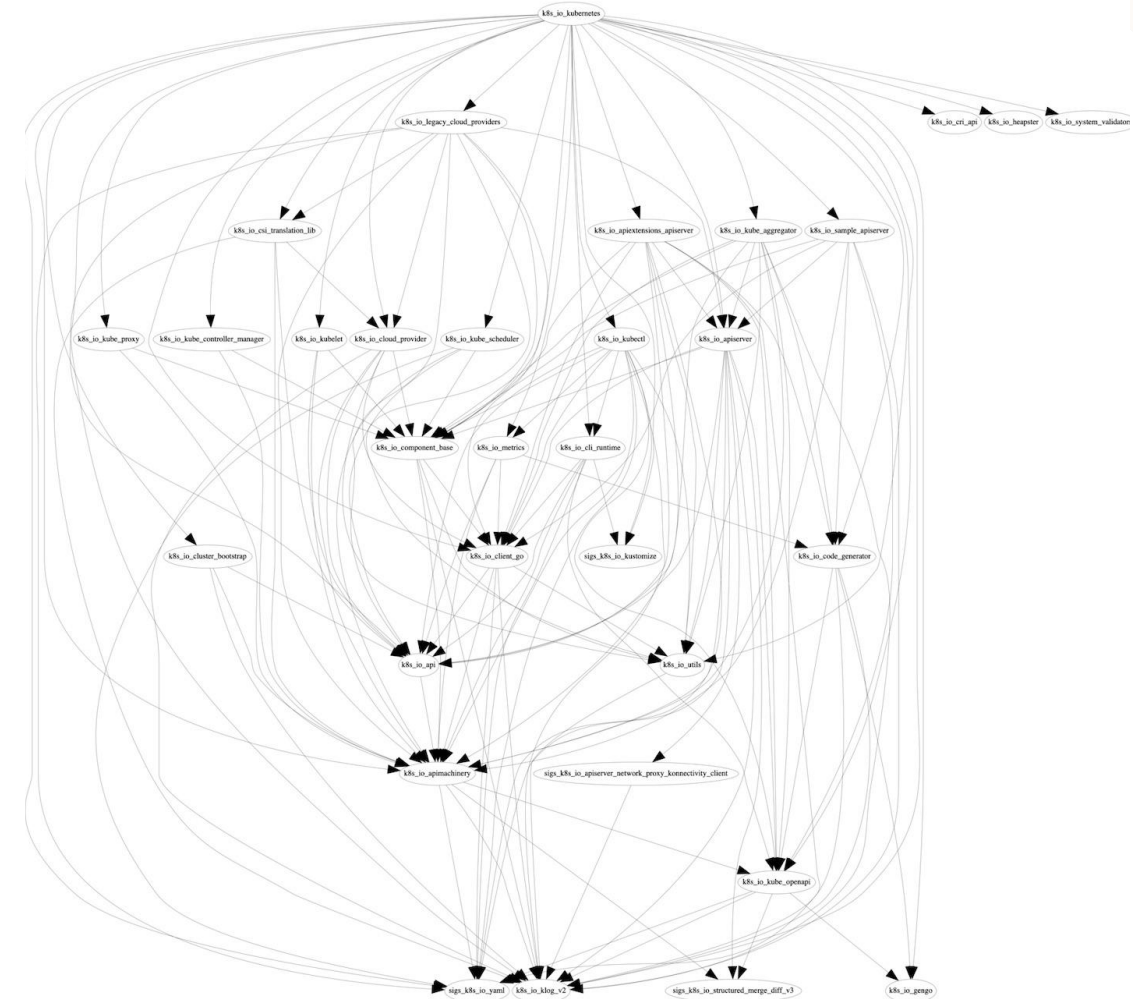 k8s_io_kubernetes
k8s_io_legacy_cloud_providers
k8s_io_cri_api
k8s_io_heapster
k8s_io_system_validators
k8s_io_csi_translation_lib
k8s_io_apiextensions_apiserver
k8s_io_kube_aggregator
k8s_io_sample_apiserver
k8s_io_kube_proxy
k8s_io_kube_controller_manager
k8s_io_kubelet
k8s_io_cloud_provider
k8s_io_kube_scheduler
k8s_io_kubectl
k8s_io_apiserver
k8s_io_component_base
k8s_io_metrics
k8s_io_cli_runtime
k8s_io_cluster_bootstrap
k8s_io_client_go
sigs_k8s_io_kustomize
k8s_io_code_generator
k8s_io_api
k8s_io_utils
k8s_io_apimachinery
sigs_k8s_io_apiserver_network_proxy_konnectivity_client
k8s_io_kube_openapi
sigs_k8s_io_yaml
k8s_io_klog_v2
sigs_k8s_io_structured_merge_diff_v3
k8s_io_gengo